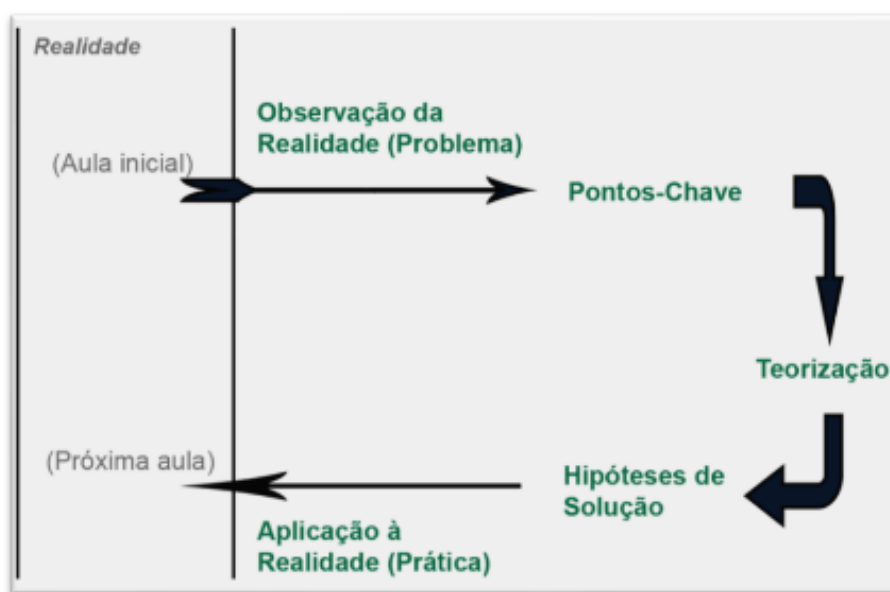 Realidade
(Aula inicial)
Observação da
Realidade (Problema)
Pontos-Chave
Teorização
Hipóteses de
Solução
(Próxima aula)
Aplicação à
Realidade (Prática)